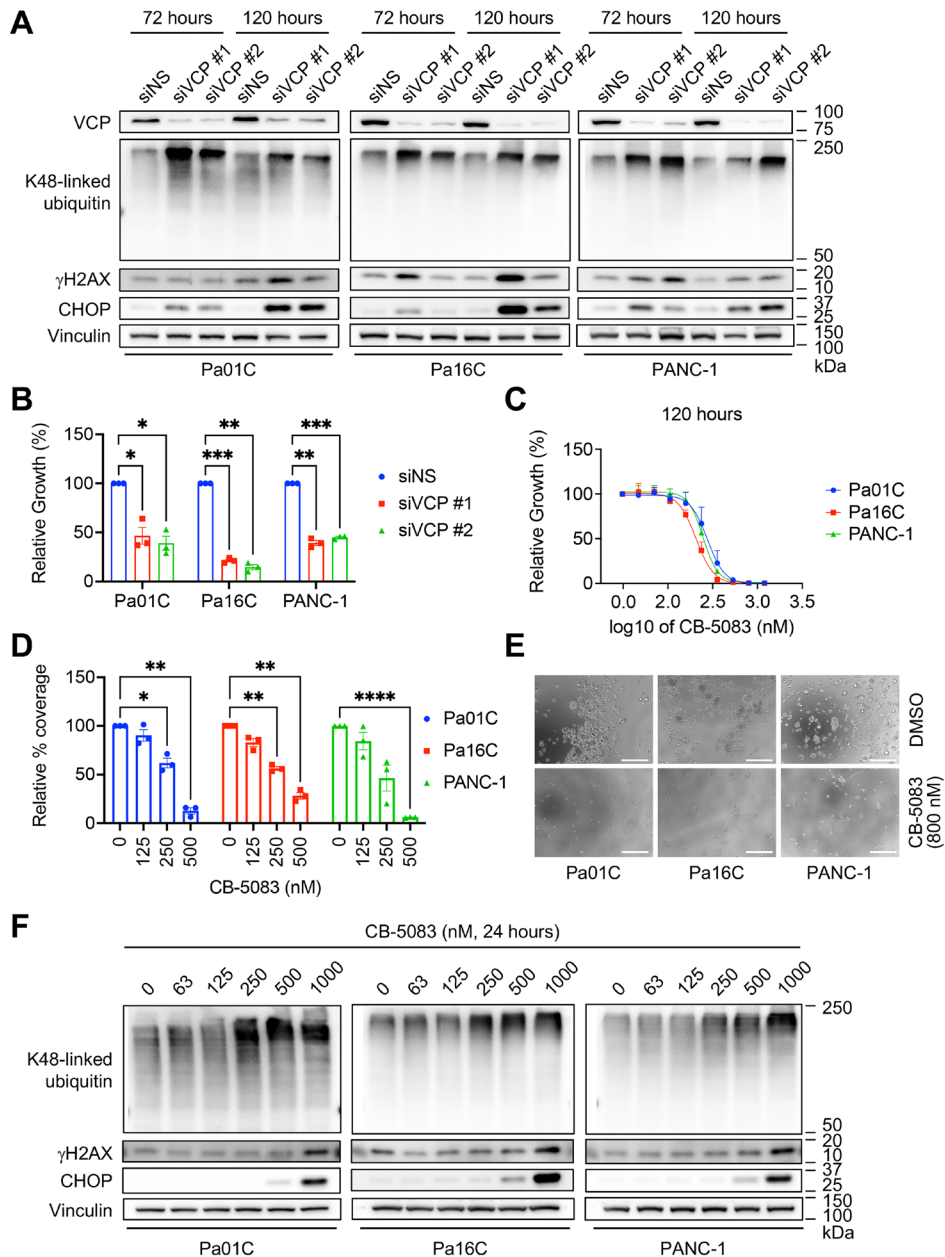 A
72 hours 120 hours 72 hours 120 hours 72 hours 120 hours
siNS siVCP #1 siVCP #2 siNS siVCP #1 siVCP #2 siNS siVCP #1 siVCP #2 siNS siVCP #1 siVCP #2 siNS siVCP #1 siVCP #2 siNS siVCP #1 siVCP #2
VCP
100
75
K48-linked
ubiquitin
250
50
γH2AX
20
10
CHOP
37
25
Vinculin
150
100
kDa
Pa01C Pa16C PANC-1
B
Relative Growth (%)
150
100
50
0
* * ** *** *** **
Pa01C Pa16C PANC-1
siNS
siVCP #1
siVCP #2
C
120 hours
Relative Growth (%)
150
100
50
0
0.0 2.0 2.5 3.0 3.5
log10 of CB-5083 (nM)
Pa01C
Pa16C
PANC-1
D
Relative % coverage
150
100
50
0
** * ** ** ****
0 125 250 500 0 125 250 500 0 125 250 500
CB-5083 (nM)
Pa01C
Pa16C
PANC-1
E
DMSO
CB-5083
(800 nM)
Pa01C Pa16C PANC-1
F
CB-5083 (nM, 24 hours)
0 63 125 250 500 1000 0 63 125 250 500 1000 0 63 125 250 500 1000
K48-linked
ubiquitin
250
50
γH2AX
20
10
CHOP
37
25
Vinculin
150
100
kDa
Pa01C Pa16C PANC-1